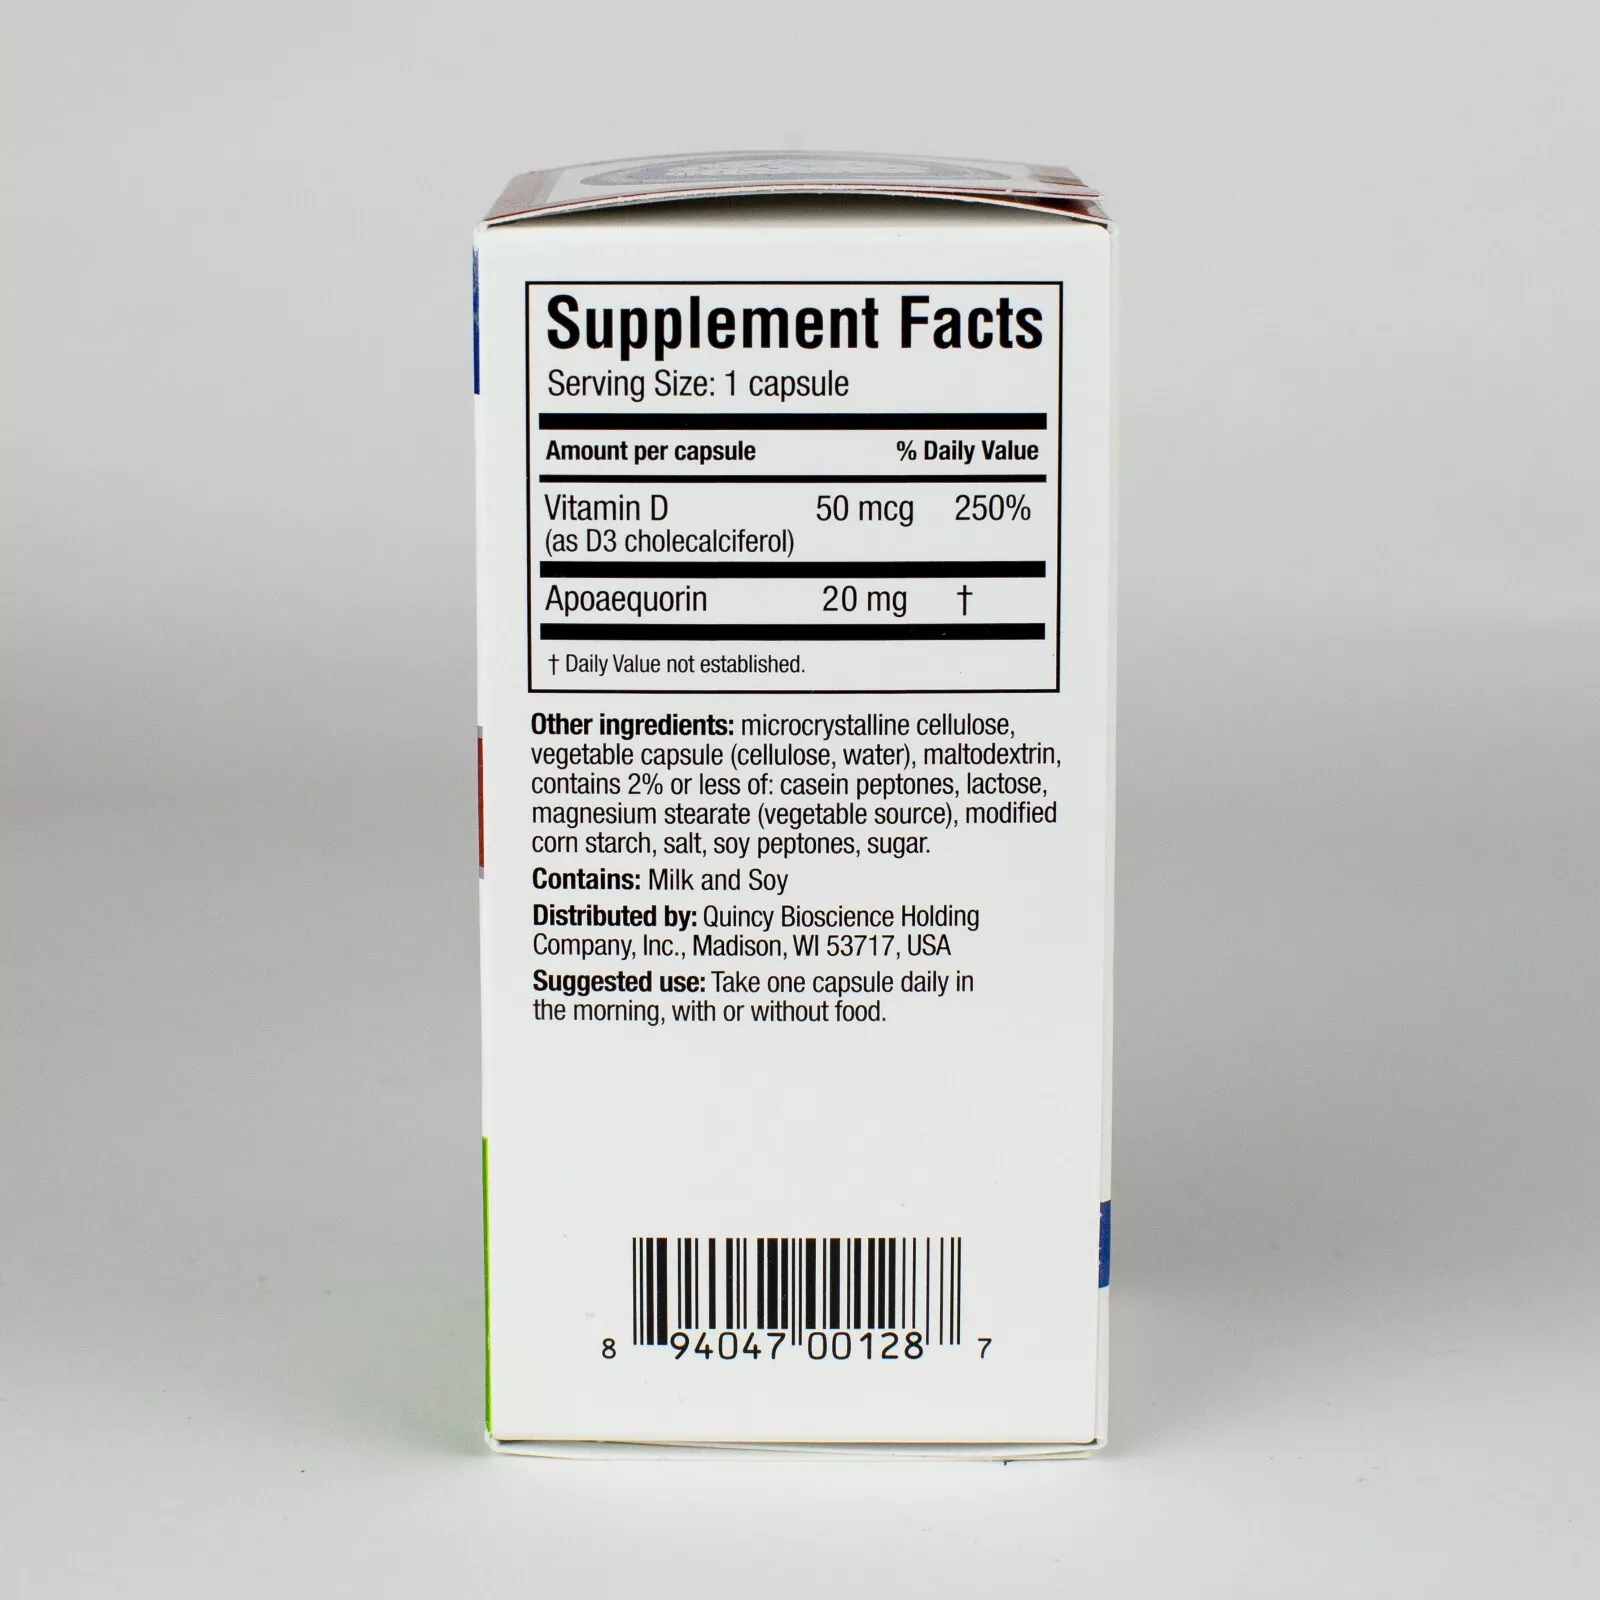 Supplement Facts
Serving Size: 1 capsule
Amount per capsule % Daily Value
Vitamin D 50 mcg 250%
(as D3 cholecalciferol)
Apoaequorin 20 mg †
† Daily Value not established.
Other ingredients: microcrystalline cellulose,
vegetable capsule (cellulose, water), maltodextrin,
contains 2% or less of: casein peptones, lactose,
magnesium stearate (vegetable source), modified
corn starch, salt, soy peptones, sugar.
Contains: Milk and Soy
Distributed by: Quincy Bioscience Holding
Company, Inc., Madison, WI 53717, USA
Suggested use: Take one capsule daily in
the morning, with or without food.
8 94047 00128 7